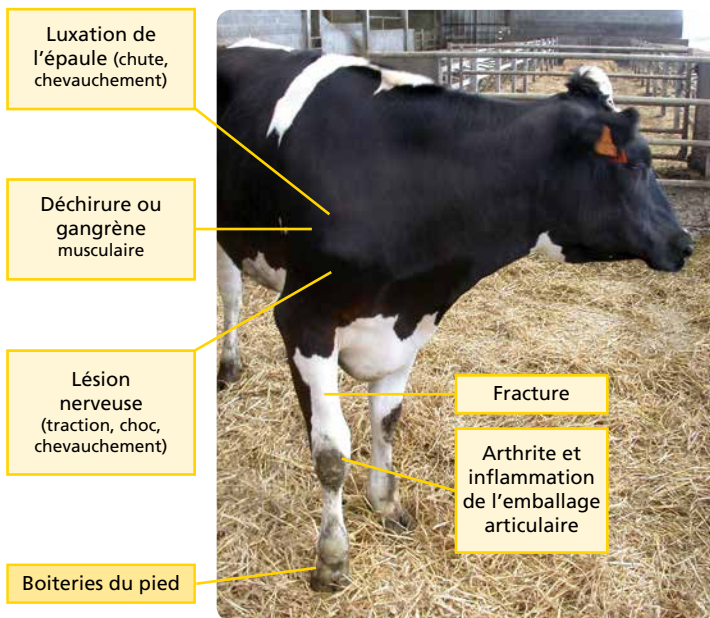 Luxation de
l'épaule (chute,
chevauchement)
Déchirure ou
gangrène
musculaire
Lésion
nerveuse
(traction, choc,
chevauchement)
Fracture
Arthrite et
inflammation
de l'emballage
articulaire
Boiteries du pied